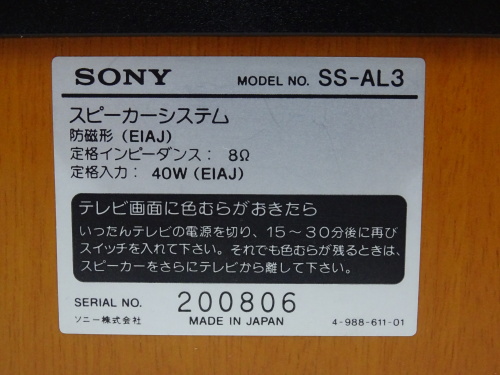 SONY MODEL NO. SS-AL3
スピーカーシステム
防磁形 (EIAJ)
定格インピーダンス： 8Ω
定格入力： 40W (EIAJ)
テレビ画面に色むらがおきたら
いったんテレビの電源を切り、15～30分後に再び
スイッチを入れて下さい。それでも色むらが残るときは、
スピーカーをさらにテレビから離して下さい。
SERIAL NO. 200806
ソニー株式会社 MADE IN JAPAN 4-988-611-01